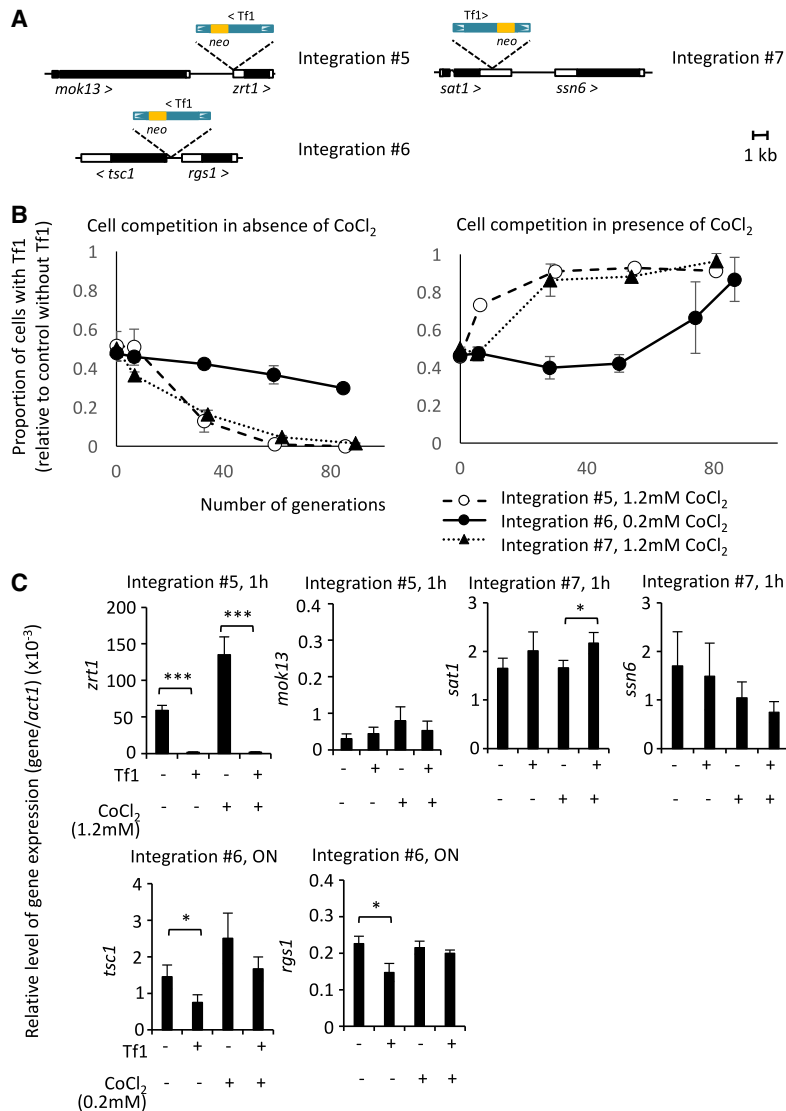 A
< Tf1
neo
Integration #5
mok13 >
zrt1 >
Tf1>
neo
Integration #7
sat1 >
ssn6 >
< Tf1
neo
Integration #6
< tsc1
rgs1 >
1 kb
B
Cell competition in absence of CoCl2
Cell competition in presence of CoCl2
Proportion of cells with Tf1
(relative to control without Tf1)
1
0.8
0.6
0.4
0.2
0
0 40 80
1
0.8
0.6
0.4
0.2
0
0 40 80
Number of generations
Integration #5, 1.2mM CoCl2
Integration #6, 0.2mM CoCl2
Integration #7, 1.2mM CoCl2
C
Relative level of gene expression (gene/act1) (x10-3)
Integration #5, 1h
zrt1
200
150
100
50
0
***
***
Tf1 - + - +
CoCl2 - - + +
(1.2mM)
Integration #5, 1h
mok13
0.4
0.3
0.2
0.1
0
- + - +
- - + +
Integration #7, 1h
sat1
3
2
1
0
*
- + - +
- - + +
Integration #7, 1h
ssn6
3
2
1
0
- + - +
- - + +
Integration #6, ON
tsc1
4
3
2
1
0
*
Tf1 - + - +
CoCl2 - - + +
(0.2mM)
Integration #6, ON
rgs1
0.4
0.3
0.2
0.1
0
*
- + - +
- - + +